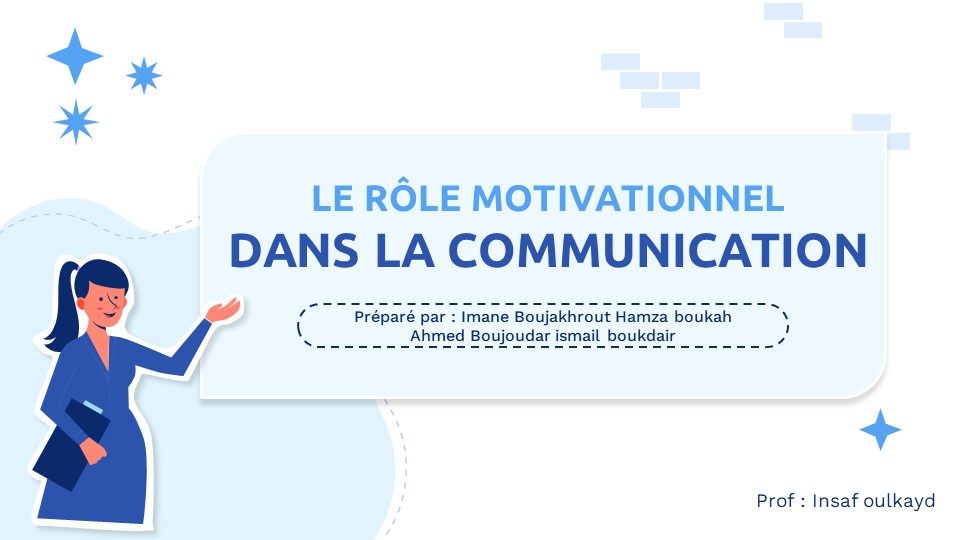 LE RÔLE MOTIVATIONNEL
DANS LA COMMUNICATION
Préparé par : Imane Boujakhrout Hamza boukah
Ahmed Boujoudar ismail boukdair
Prof : Insaf oulkayd